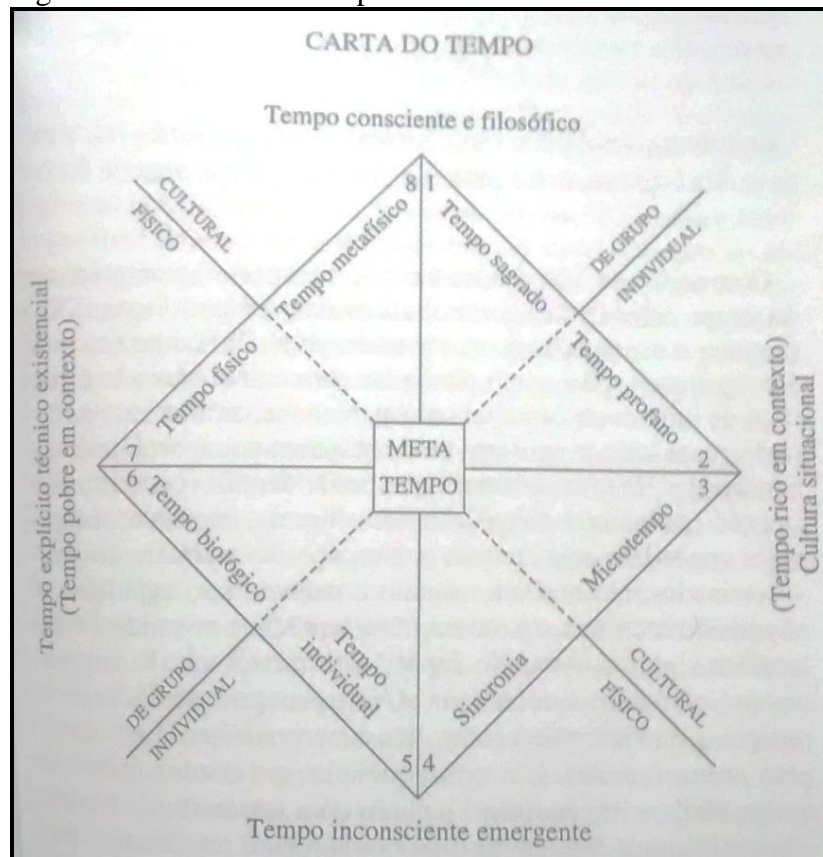 CARTA DO TEMPO
Tempo consciente e filosófico
8 1
CULTURAL
FÍSICO
Tempo metafísico
Tempo sagrado
DE GRUPO
INDIVIDUAL
Tempo explícito técnico existencial
(Tempo pobre em contexto)
Tempo físico
Tempo profano
(Tempo rico em contexto)
Cultura situacional
7
2
META
TEMPO
6
3
Tempo biológico
Microtempo
Tempo
individual
Sincronia
DE GRUPO
INDIVIDUAL
CULTURAL
FÍSICO
5 4
Tempo inconsciente emergente